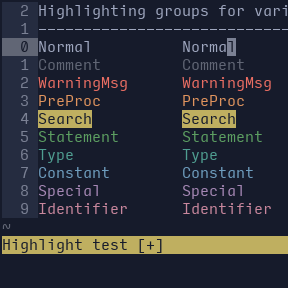 2 Highlighting groups for vari
1 ------------------------------
0 Normal Normal
1 Comment Comment
2 WarningMsg WarningMsg
3 PreProc PreProc
4 Search Search
5 Statement Statement
6 Type Type
7 Constant Constant
8 Special Special
9 Identifier Identifier
~
Highlight test [+]